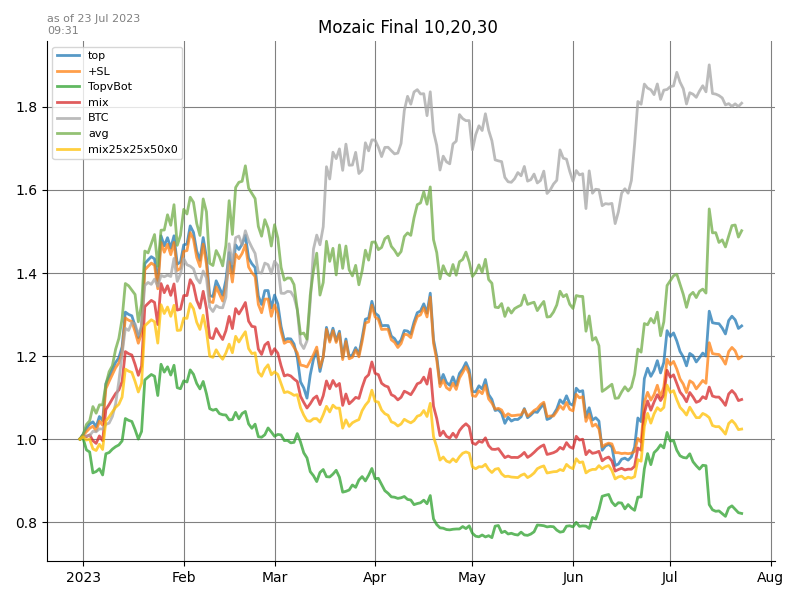 as of 23 Jul 2023
09:31
Mozaic Final 10,20,30
top
+SL
TopvBot
mix
BTC
avg
mix25x25x50x0
1.8
1.6
1.4
1.2
1.0
0.8
2023 Feb Mar Apr May Jun Jul Aug